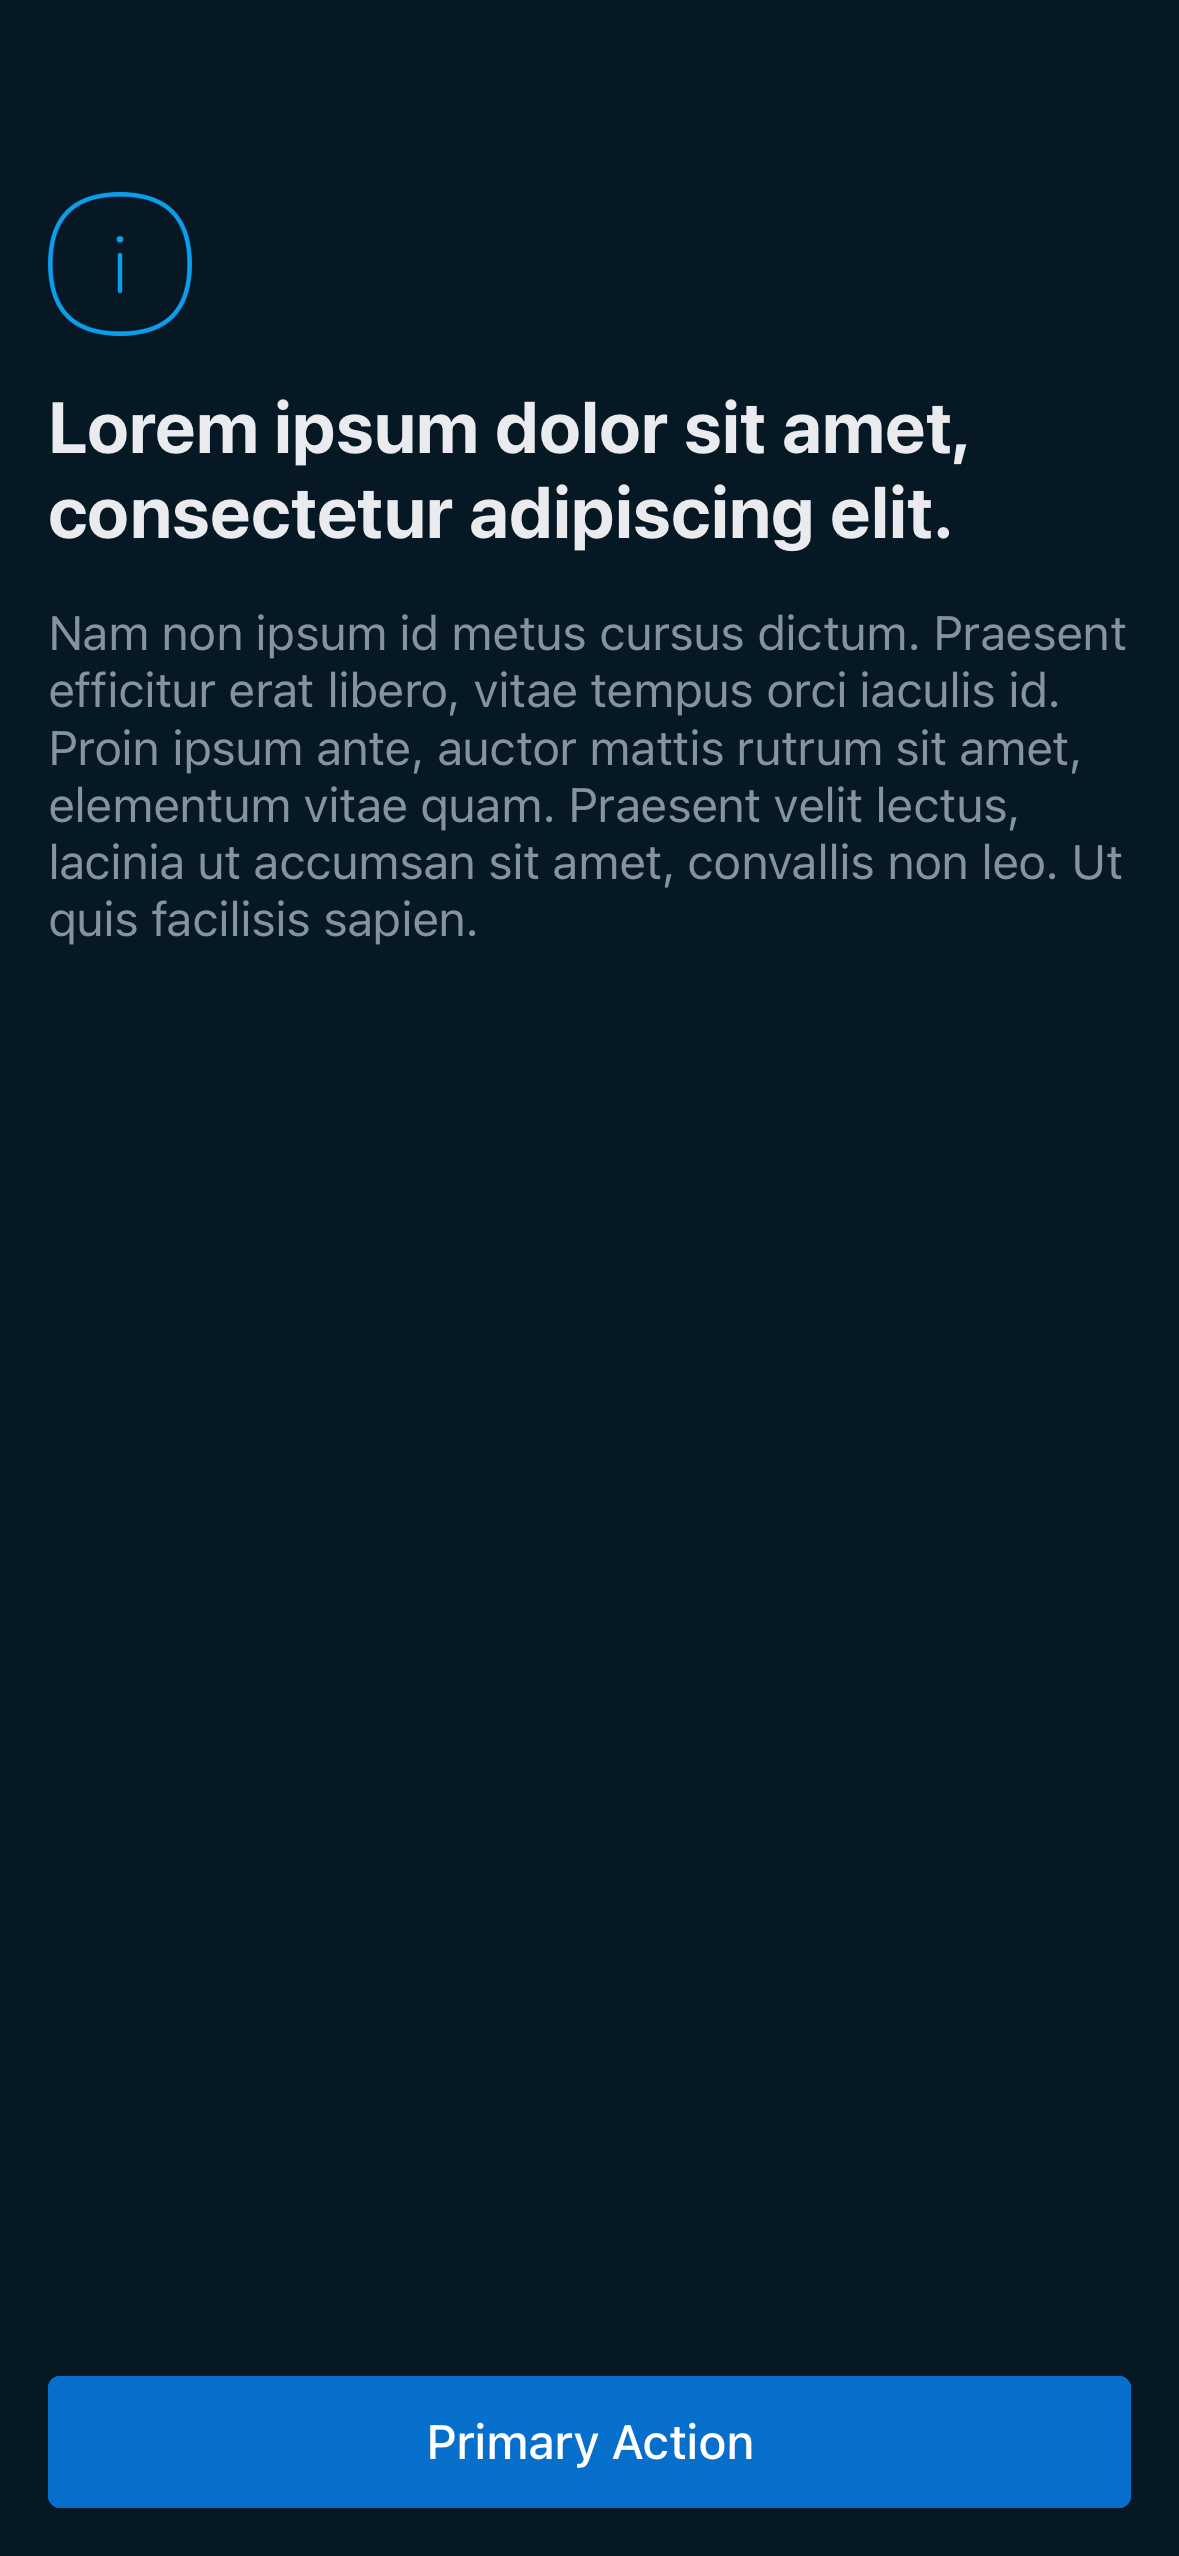 Lorem ipsum dolor sit amet,
consectetur adipiscing elit.
Nam non ipsum id metus cursus dictum. Praesent
efficitur erat libero, vitae tempus orci iaculis id.
Proin ipsum ante, auctor mattis rutrum sit amet,
elementum vitae quam. Praesent velit lectus,
lacinia ut accumsan sit amet, convallis non leo. Ut
quis facilisis sapien.
Primary Action